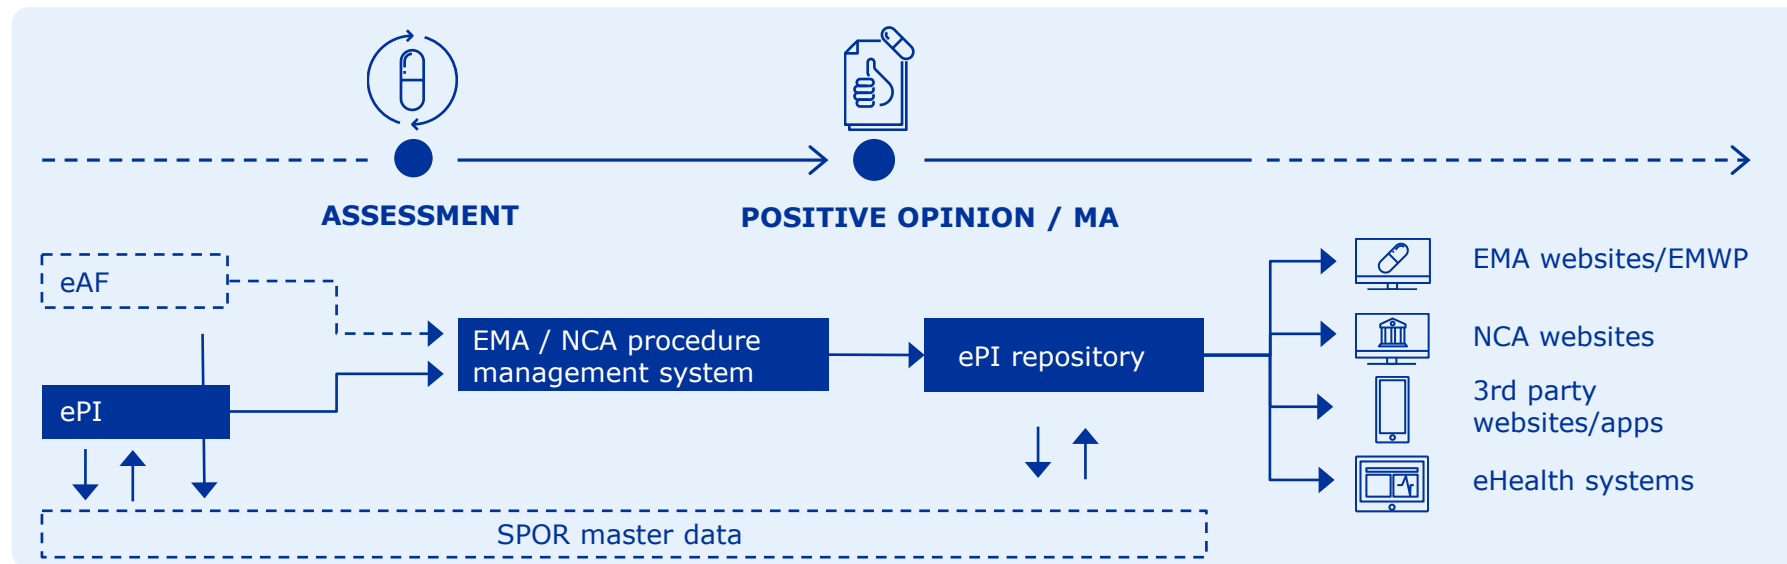 ASSESSMENT
POSITIVE OPINION / MA
eAF
EMA / NCA procedure
management system
ePI
ePI repository
EMA websites/EMWP
NCA websites
3rd party
websites/apps
eHealth systems
SPOR master data